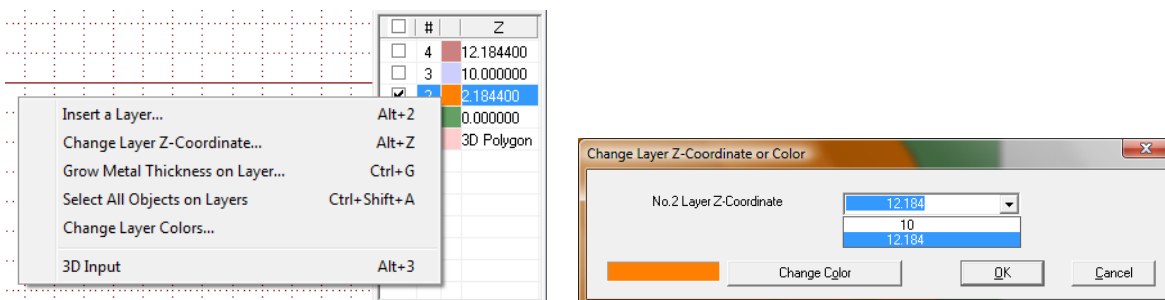 # Z
4 12.184400
3 10.000000
2 2.184400
0.000000
3D Polygon
Insert a Layer... Alt+2
Change Layer Z-Coordinate... Alt+Z
Grow Metal Thickness on Layer... Ctrl+G
Select All Objects on Layers Ctrl+Shift+A
Change Layer Colors...
3D Input Alt+3
Change Layer Z-Coordinate or Color
No.2 Layer Z-Coordinate 12.184
10
12.184
Change Color OK Cancel